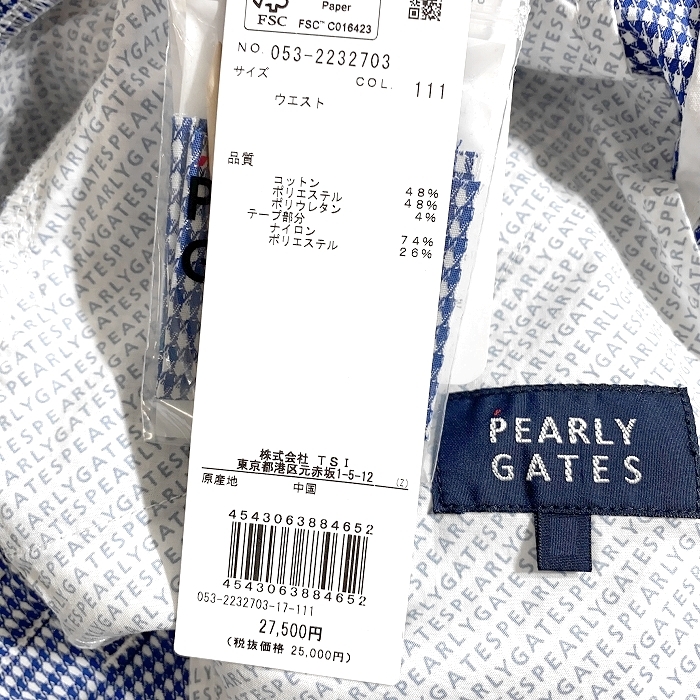 Paper
FSC
FSC™ C016423
NO. 053-2232703
サイズ
COL. 111
ウエスト
品質
コットン 48%
ポリエステル 48%
ポリウレタン 4%
テープ部分
ナイロン 74%
ポリエステル 26%
株式会社 TSI
東京都港区元赤坂1-5-12 (Z)
原産地 中国
4543063884652
4543063884652
053-2232703-17-111
27,500円
(税抜価格 25,000円)
PEARLY
GATES